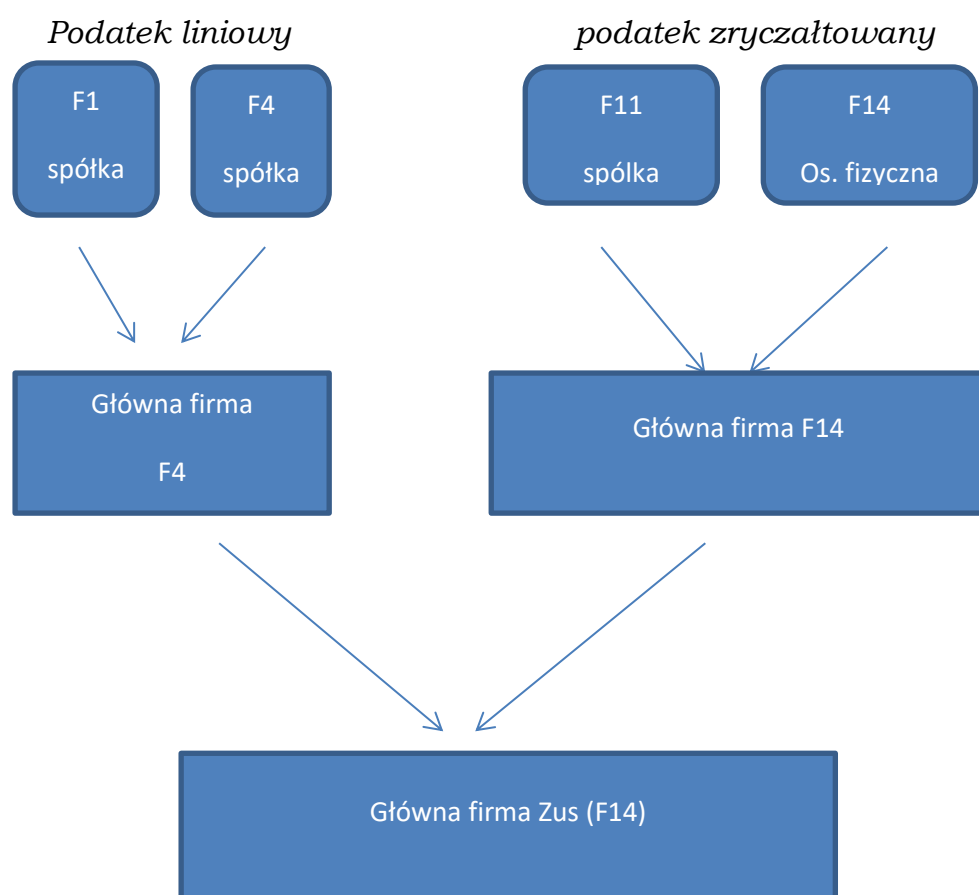 Podatek liniowy
podatek zryczałtowany
F1
spółka
F4
spółka
F11
spólka
F14
Os. fizyczna
Główna firma
F4
Główna firma F14
Główna firma Zus (F14)